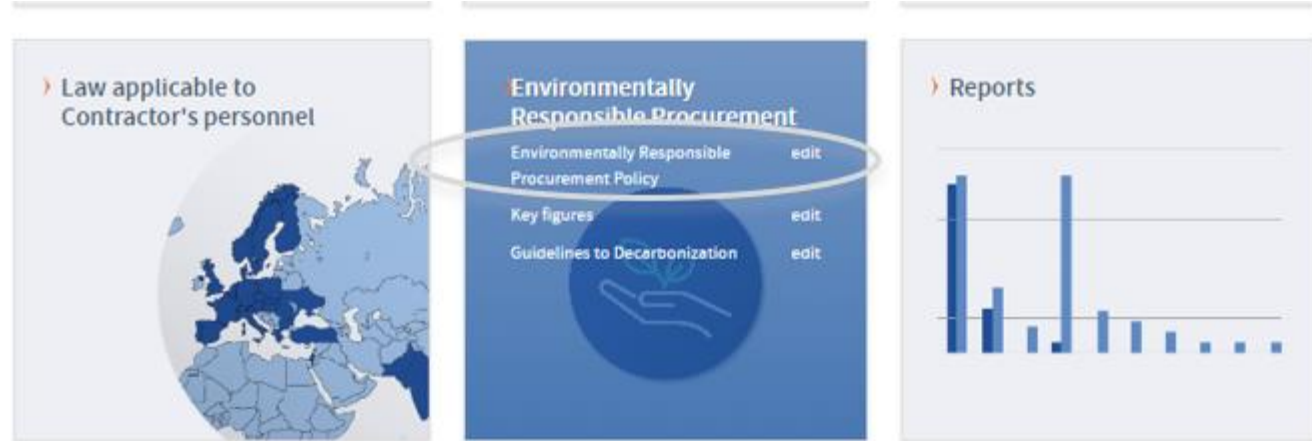 Law applicable to
Contractor's personnel
Environmentally
Responsible Procurement
Environmentally Responsible edit
Procurement Policy
Key figures edit
Guidelines to Decarbonization edit
Reports